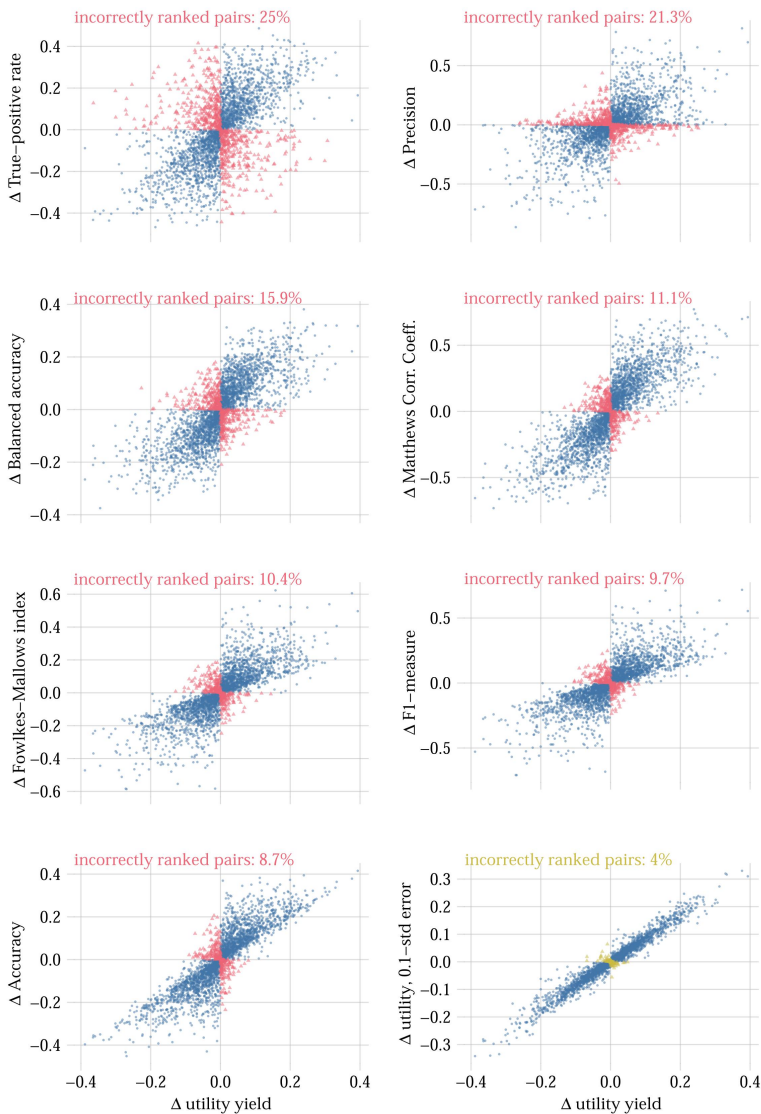 incorrectly ranked pairs: 25%
0.4
0.2
0.0
−0.2
−0.4
Δ True−positive rate
incorrectly ranked pairs: 21.3%
0.5
0.0
−0.5
Δ Precision
incorrectly ranked pairs: 15.9%
0.4
0.2
0.0
−0.2
−0.4
Δ Balanced accuracy
incorrectly ranked pairs: 11.1%
0.5
0.0
−0.5
Δ Matthews Corr. Coeff.
incorrectly ranked pairs: 10.4%
0.6
0.4
0.2
0.0
−0.2
−0.4
−0.6
Δ Fowlkes−Mallows index
incorrectly ranked pairs: 9.7%
0.5
0.0
−0.5
Δ F1−measure
incorrectly ranked pairs: 8.7%
0.4
0.2
0.0
−0.2
−0.4
Δ Accuracy
−0.4 −0.2 0.0 0.2 0.4
Δ utility yield
incorrectly ranked pairs: 4%
0.3
0.2
0.1
0.0
−0.1
−0.2
−0.3
Δ utility, 0.1−std error
−0.4 −0.2 0.0 0.2 0.4
Δ utility yield